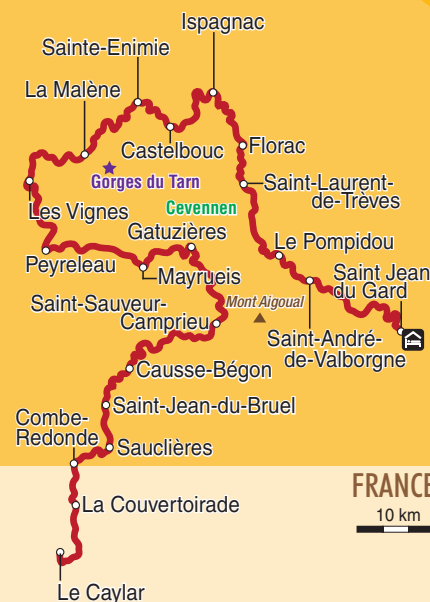 Ispagnac
Sainte-Enimie
La Malène
Castelbouc
Florac
Gorges du Tarn
Saint-Laurent-
de-Trèves
Les Vignes
Cevennen
Gatuzières
Le Pompidou
Peyreleau
Mayrueis
Saint Jean
du Gard
Saint-Sauveur-
Camprieu
Mont Aigoual
Saint-André-
de-Valborgne
Causse-Bégon
Saint-Jean-du-Bruel
Combe-
Redonde
Sauclières
FRANCE
La Couvertoirade
10 km
Le Caylar